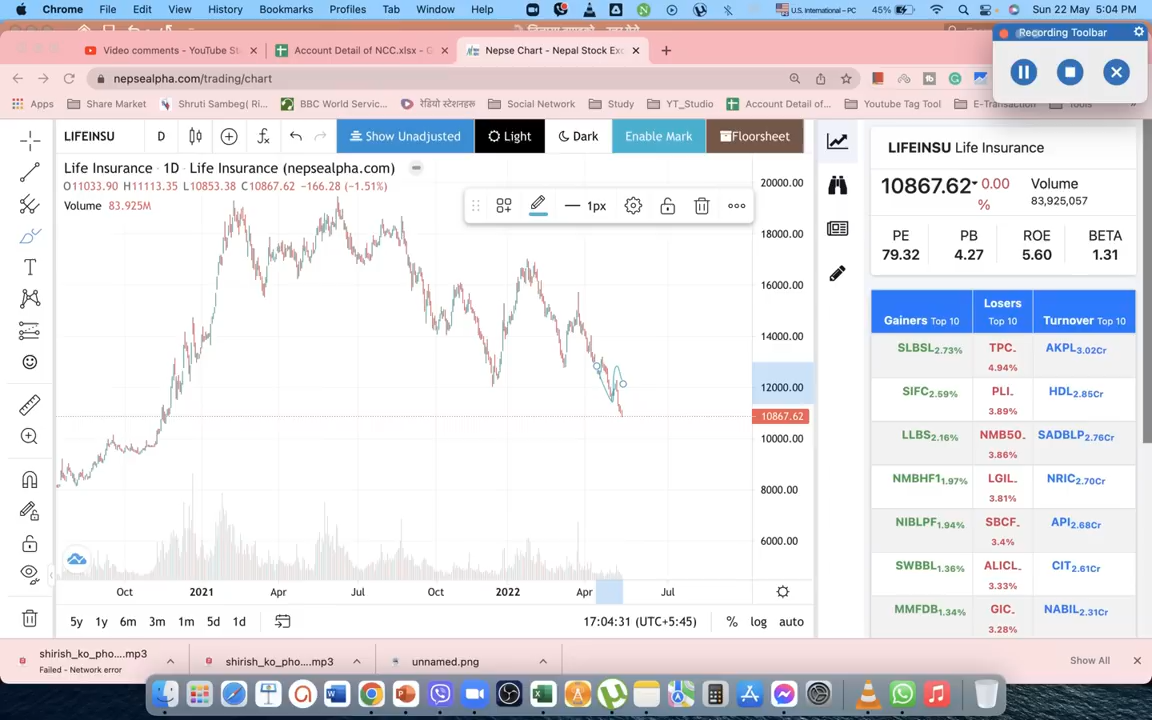 Chrome File Edit View History Bookmarks Profiles Tab Window Help U.S. International – PC 45% Sun 22 May 5:04 PM
Recording Toolbar
Video comments - YouTube St Account Detail of NCC.xlsx - G Nepse Chart - Nepal Stock Exc
nepsealpha.com/trading/chart
Apps Share Market Shruti Sambeg( Ri... BBC World Servic... रेडियो स्टेशनहरू Social Network Study YT_Studio Account Detail of... Youtube Tag Tool E-Transaction Tools
LIFEINSU D Show Unadjusted Light Dark Enable Mark Floorsheet
Life Insurance · 1D · Life Insurance (nepsealpha.com)
O11033.90 H11113.35 L10853.38 C10867.62 -166.28 (-1.51%)
Volume 83.925M
1px
20000.00
18000.00
16000.00
14000.00
12000.00
10867.62
10000.00
8000.00
6000.00
Oct 2021 Apr Jul Oct 2022 Apr Jul
5y 1y 6m 3m 1m 5d 1d 17:04:31 (UTC+5:45) % log auto
LIFEINSU Life Insurance
10867.62 0.00 %
Volume
83,925,057
PE PB ROE BETA
79.32 4.27 5.60 1.31
Gainers Top 10 Losers Top 10 Turnover Top 10
SLBSL2.73% TPC- 4.94% AKPL3.02Cr
SIFC2.59% PLI- 3.89% HDL2.85Cr
LLBS2.16% NMB50- 3.86% SADBLP2.76Cr
NMBHF11.97% LGIL- 3.81% NRIC2.70Cr
NIBLPF1.94% SBCF- 3.4% API2.68Cr
SWBBL1.36% ALICL- 3.33% CIT2.61Cr
MMFDB1.34% GIC- 3.28% NABIL2.31Cr
shirish_ko_pho....mp3 shirish_ko_pho....mp3 unnamed.png Show All
Failed - Network error